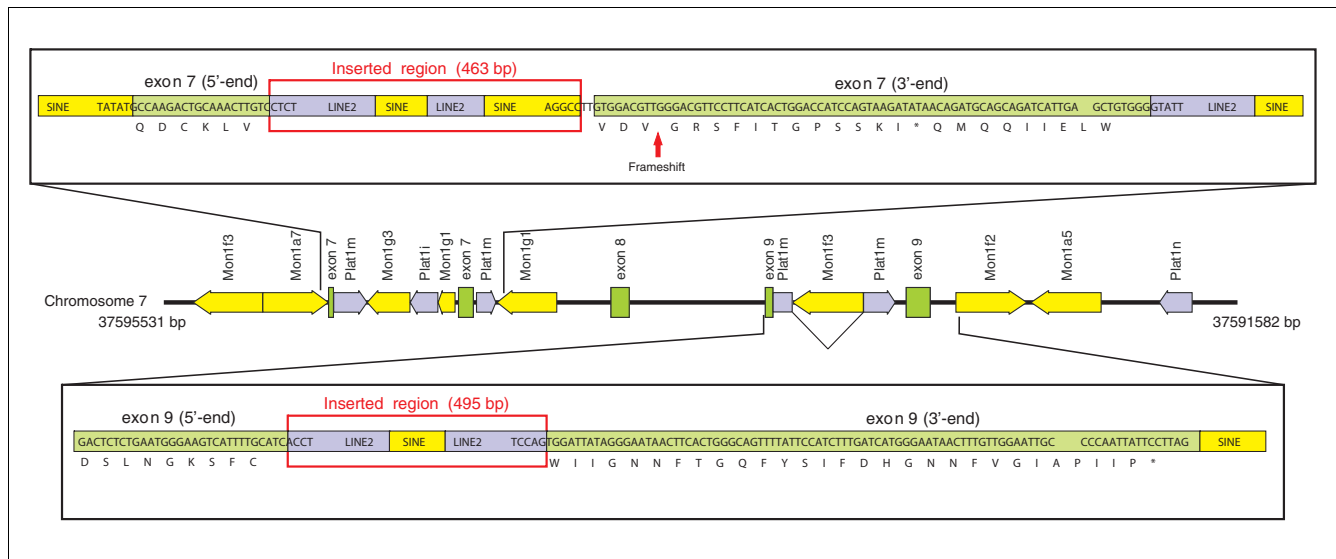 Inserted region (463 bp)
exon 7 (5'-end)
exon 7 (3'-end)
SINE TATATGCCAAGACTGCAAACTTGTCCTCT LINE2 SINE LINE2 SINE AGGCCTTGTGGACGTTGGGACGTTCCTTCATCACTGGACCATCCAGTAAGATATAACAGATGCAGCAGATCATTGA GCTGTGGGGTATT LINE2 SINE
Q D C K L V V D V G R S F I T G P S S K I * Q M Q Q I I E L W
Frameshift
Mon1f3 Mon1a7 exon 7 Plat1m Mon1g3 Plat1i Mon1g1 exon 7 Plat1m Mon1g1 exon 8 exon 9 Plat1m Mon1f3 Plat1m exon 9 Mon1f2 Mon1a5 Plat1n
Chromosome 7
37595531 bp
37591582 bp
Inserted region (495 bp)
exon 9 (5'-end)
exon 9 (3'-end)
GACTCTCTGAATGGGAAGTCATTTTGCATCACCT LINE2 SINE LINE2 TCCAGTGGATTATAGGGAATAACTTCACTGGGCAGTTTTATTCCATCTTTGATCATGGGAATAACTTTGTTGGAATTGC CCCAATTATTCCTTAG SINE
D S L N G K S F C W I I G N N F T G Q F Y S I F D H G N N F V G I A P I I P *